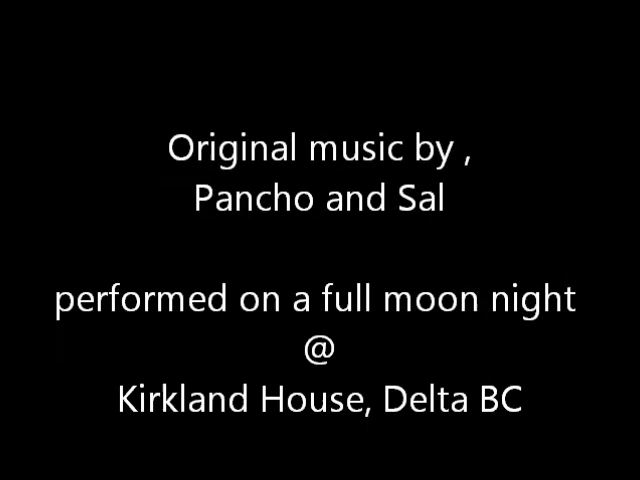 Original music by ,
Pancho and Sal
performed on a full moon night
@
Kirkland House, Delta BC